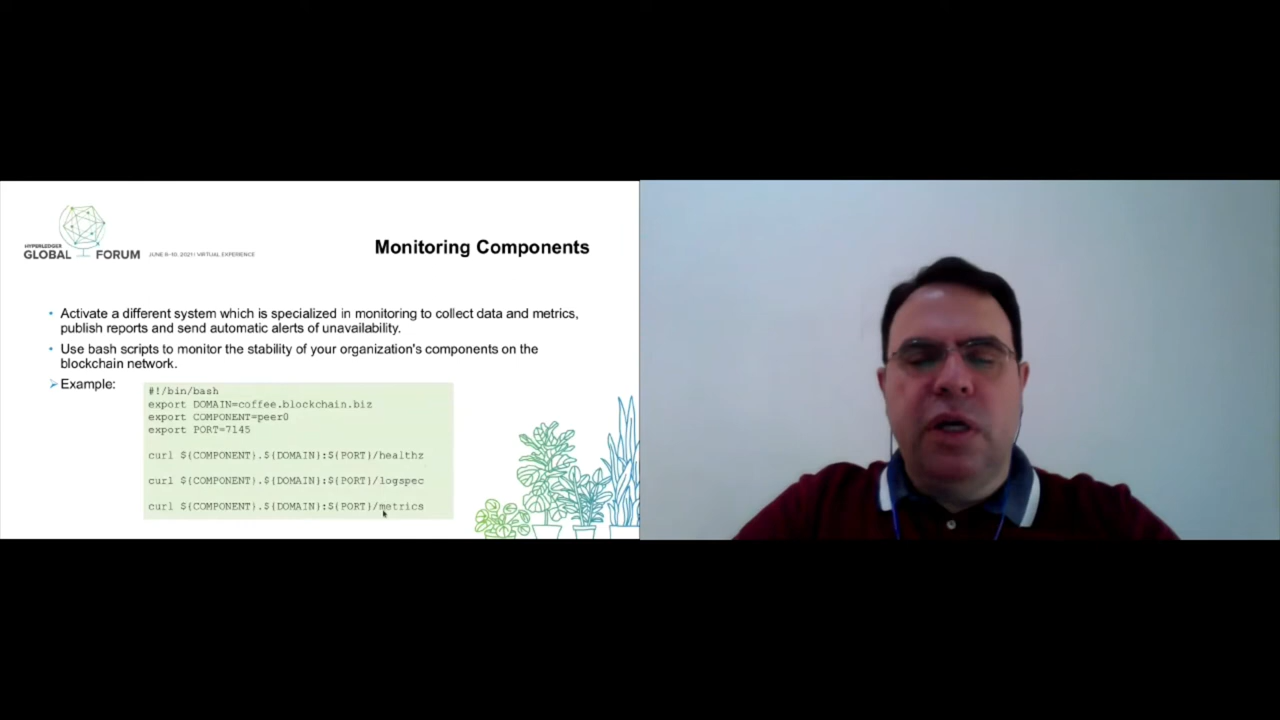 HYPERLEDGER
GLOBAL FORUM JUNE 8-10, 2021 | VIRTUAL EXPERIENCE
Monitoring Components
• Activate a different system which is specialized in monitoring to collect data and metrics,
publish reports and send automatic alerts of unavailability.
• Use bash scripts to monitor the stability of your organization's components on the
blockchain network.
➢ Example:
#!/bin/bash
export DOMAIN=coffee.blockchain.biz
export COMPONENT=peer0
export PORT=7145
curl ${COMPONENT}.${DOMAIN}:${PORT}/healthz
curl ${COMPONENT}.${DOMAIN}:${PORT}/logspec
curl ${COMPONENT}.${DOMAIN}:${PORT}/metrics